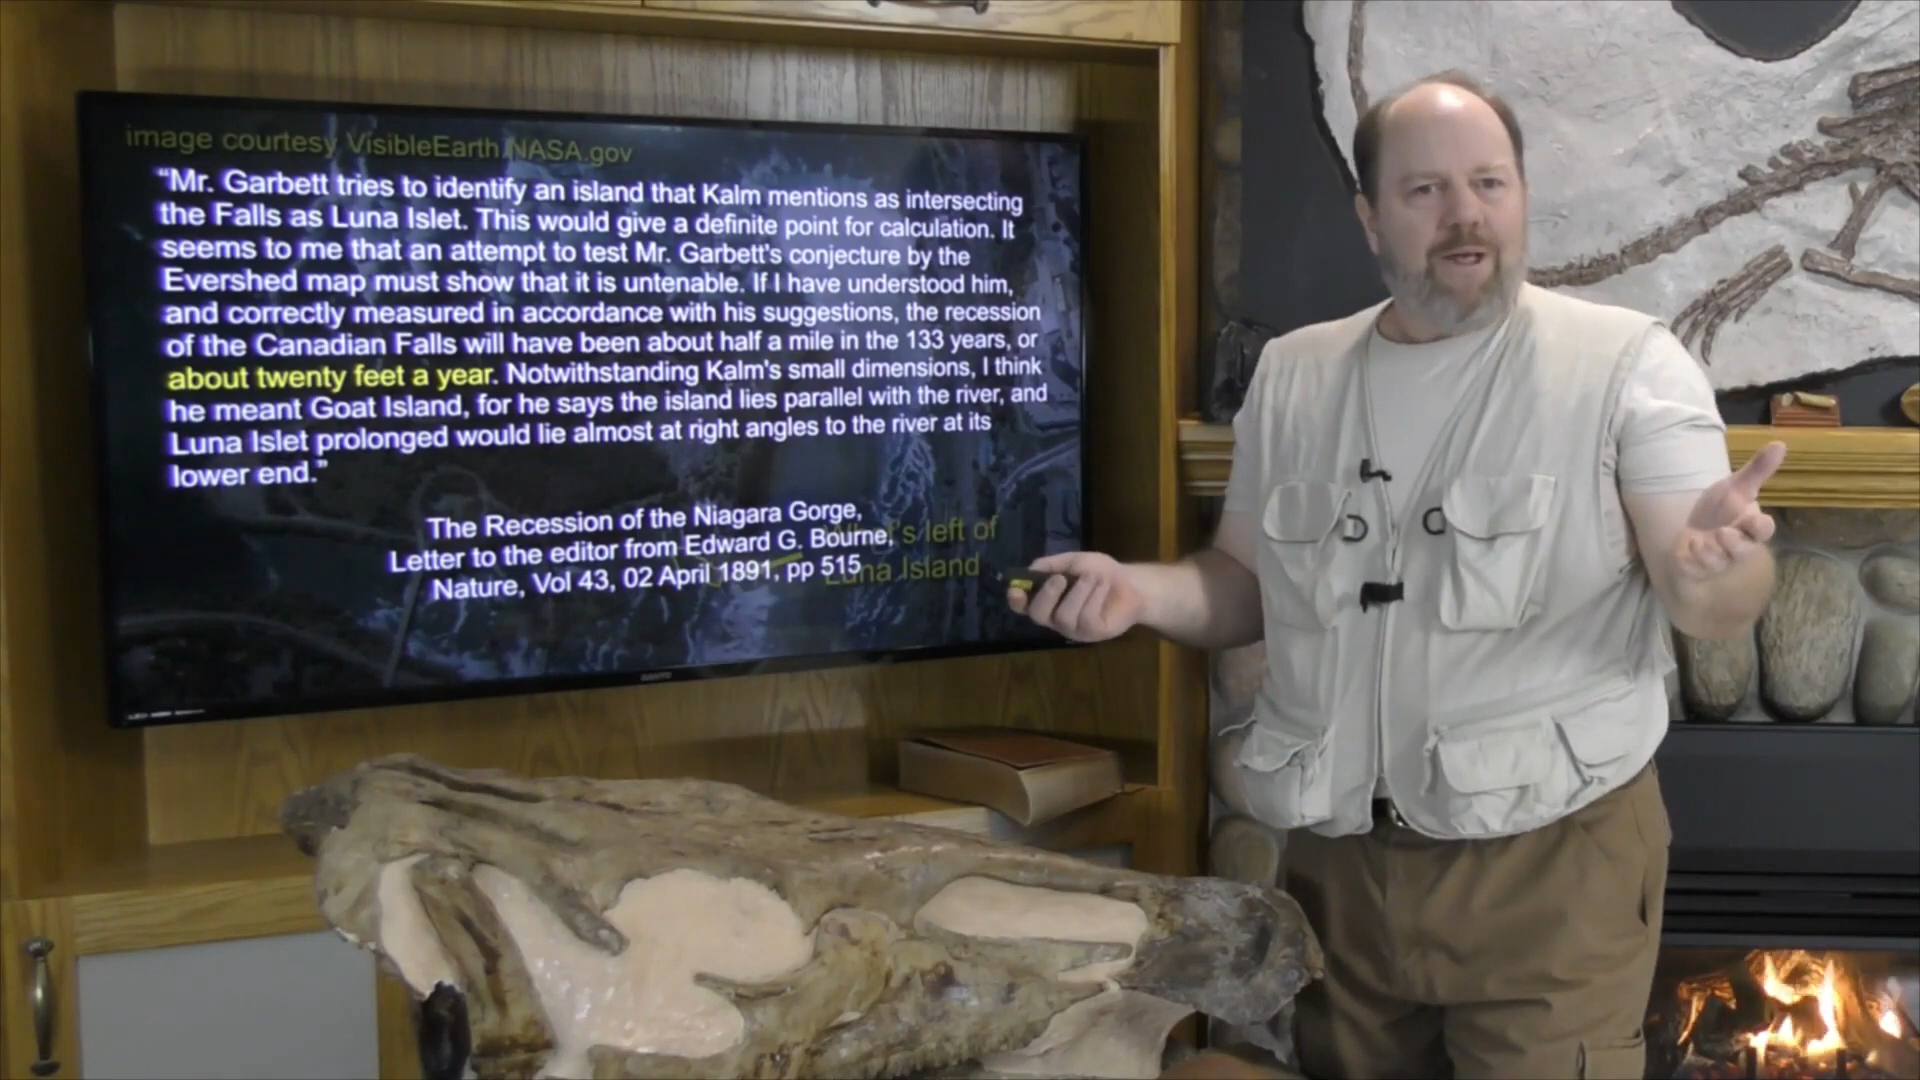 image courtesy VisibleEarth.NASA.gov
“Mr. Garbett tries to identify an island that Kalm mentions as intersecting
the Falls as Luna Islet. This would give a definite point for calculation. It
seems to me that an attempt to test Mr. Garbett's conjecture by the
Evershed map must show that it is untenable. If I have understood him,
and correctly measured in accordance with his suggestions, the recession
of the Canadian Falls will have been about half a mile in the 133 years, or
about twenty feet a year. Notwithstanding Kalm's small dimensions, I think
he meant Goat Island, for he says the island lies parallel with the river, and
Luna Islet prolonged would lie almost at right angles to the river at its
lower end.”
The Recession of the Niagara Gorge,
Letter to the editor from Edward G. Bourne,
Nature, Vol 43, 02 April 1891, pp 515
What's left of
Luna Island
SANYO